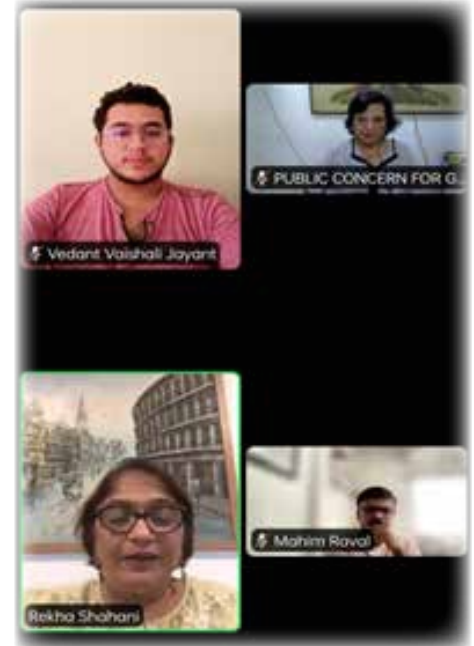 Vedant Vaishali Jayant
PUBLIC CONCERN FOR G...
Rekha Shahani
Mahim Raval